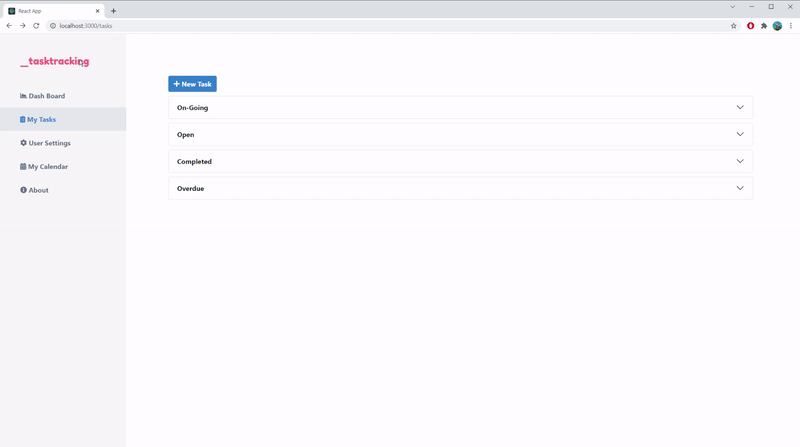 React App
localhost:3000/tasks
_tasktracking
Dash Board
My Tasks
User Settings
My Calendar
About
New Task
On-Going
Open
Completed
Overdue